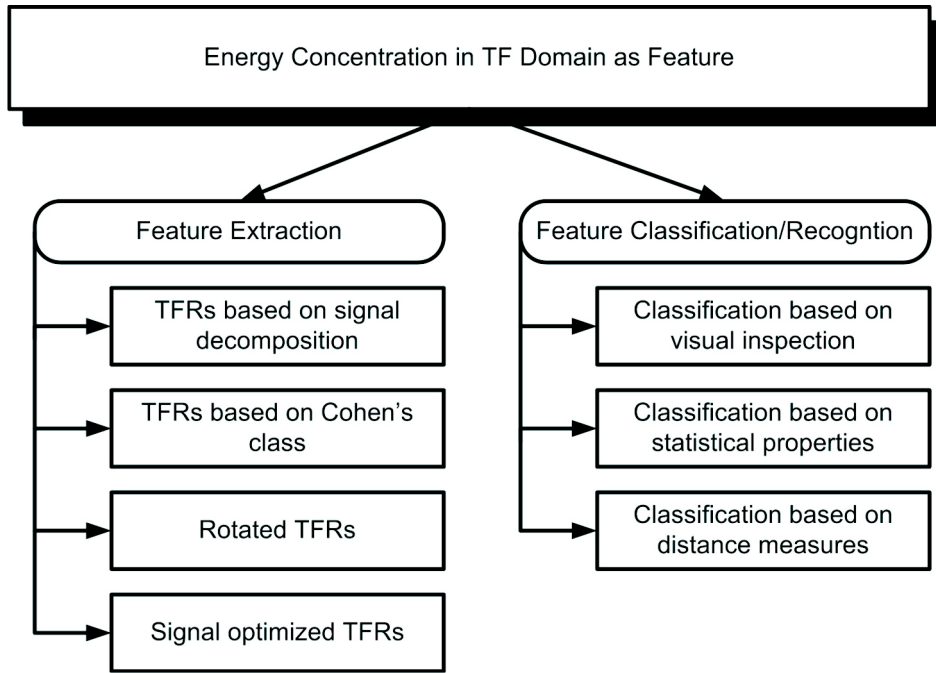 Energy Concentration in TF Domain as Feature
Feature Extraction
TFRs based on signal
decomposition
TFRs based on Cohen's
class
Rotated TFRs
Signal optimized TFRs
Feature Classification/Recogntion
Classification based on
visual inspection
Classification based on
statistical properties
Classification based on
distance measures